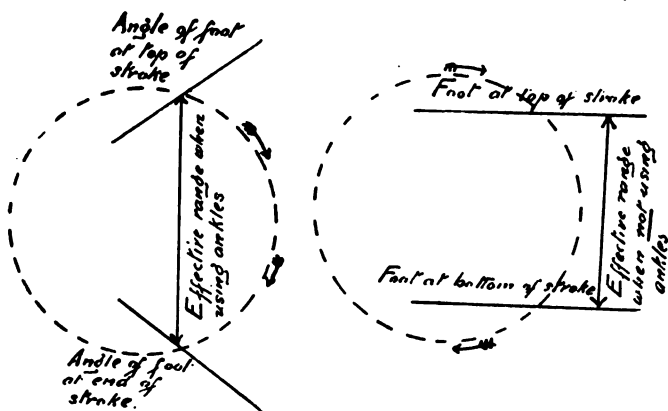 Angle of foot
at top of
stroke
Effective range when
using ankles
Angle of foot
at end of
stroke.
Foot at top of stroke
Effective range
when not using
ankles
Foot at bottom of stroke